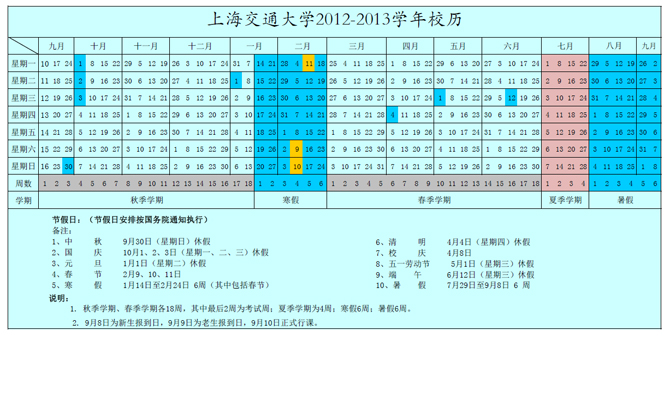 上海交通大学2012-2013学年校历
九月 十月 十一月 十二月 一月 二月 三月 四月 五月 六月 七月 八月 九月
星期一 10 17 24 1 8 15 22 29 5 12 19 26 3 10 17 24 31 7 14 21 28 4 11 18 25 4 11 18 25 1 8 15 22 29 6 13 20 27 3 10 17 24 1 8 15 22 29 5 12 19 26 2
星期二 11 18 25 2 9 16 23 30 6 13 20 27 4 11 18 25 1 8 15 22 29 5 12 19 26 5 12 19 26 2 9 16 23 30 7 14 21 28 4 11 18 25 2 9 16 23 30 6 13 20 27 3
星期三 12 19 26 3 10 17 24 31 7 14 21 28 5 12 19 26 2 9 16 23 30 6 13 20 27 6 13 20 27 3 10 17 24 1 8 15 22 29 5 12 19 26 3 10 17 24 31 7 14 21 28 4
星期四 13 20 27 4 11 18 25 1 8 15 22 29 6 13 20 27 3 10 17 24 31 7 14 21 28 7 14 21 28 4 11 18 25 2 9 16 23 30 6 13 20 27 4 11 18 25 1 8 15 22 29 5
星期五 14 21 28 5 12 19 26 2 9 16 23 30 7 14 21 28 4 11 18 25 1 8 15 22 1 8 15 22 29 5 12 19 26 3 10 17 24 31 7 14 21 28 5 12 19 26 2 9 16 23 30 6
星期六 15 22 29 6 13 20 27 3 10 17 24 1 8 15 22 29 5 12 19 26 2 9 16 23 2 9 16 23 30 6 13 20 27 4 11 18 25 1 8 15 22 29 6 13 20 27 3 10 17 24 31 7
星期日 16 23 30 7 14 21 28 4 11 18 25 2 9 16 23 30 6 13 20 27 3 10 17 24 3 10 17 24 31 7 14 21 28 5 12 19 26 2 9 16 23 30 7 14 21 28 4 11 18 25 1 8
周数 1 2 3 4 5 6 7 8 9 10 11 12 13 14 15 16 17 18 1 2 3 4 5 6 1 2 3 4 5 6 7 8 9 10 11 12 13 14 15 16 17 18 1 2 3 4 1 2 3 4 5 6
学期 秋季学期 寒假 春季学期 夏季学期 暑假
节假日：（节假日安排按国务院通知执行）
备注：
1、中 秋 9月30日（星期日）休假
2、国 庆 10月1、2、3日（星期一、二、三）休假
3、元 旦 1月1日（星期二）休假
4、春 节 2月9、10、11日
5、寒 假 1月14日至2月24日 6周（其中包括春节）
6、清 明 4月4日（星期四）休假
7、校 庆 4月8日
8、五一劳动节 5月1日（星期三）休假
9、端 午 6月12日（星期三）休假
10、暑 假 7月29日至9月8日 6 周
说明：
1. 秋季学期、春季学期各18周，其中最后2周为考试周；夏季学期为4周；寒假6周；暑假6周。
2. 9月8日为新生报到日，9月9日为老生报到日，9月10日正式行课。